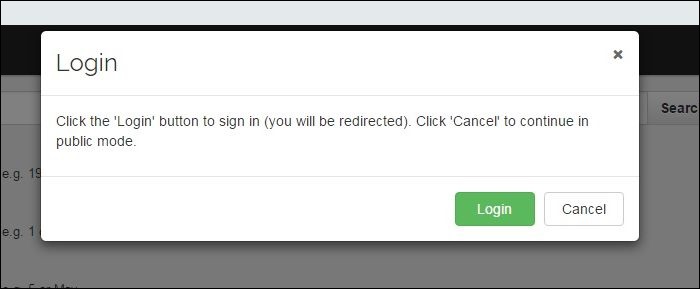 Login
Click the 'Login' button to sign in (you will be redirected). Click 'Cancel' to continue in
public mode.
Login Cancel
Searc
e.g. 19
e.g. 1
e.g. 5 or May